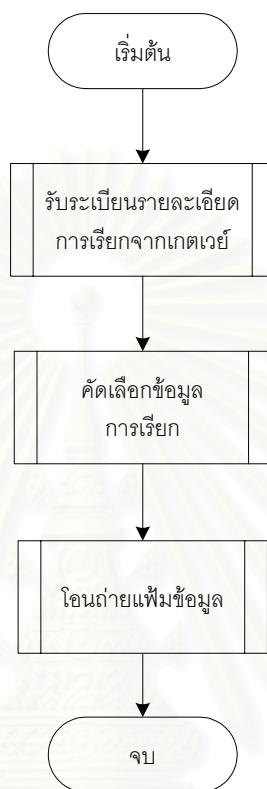 เริ่มต้น
รับระเบียนรายละเอียด
การเรียกจากเกตเวย์
คัดเลือกข้อมูล
การเรียก
โอนถ่ายแฟ้มข้อมูล
จบ